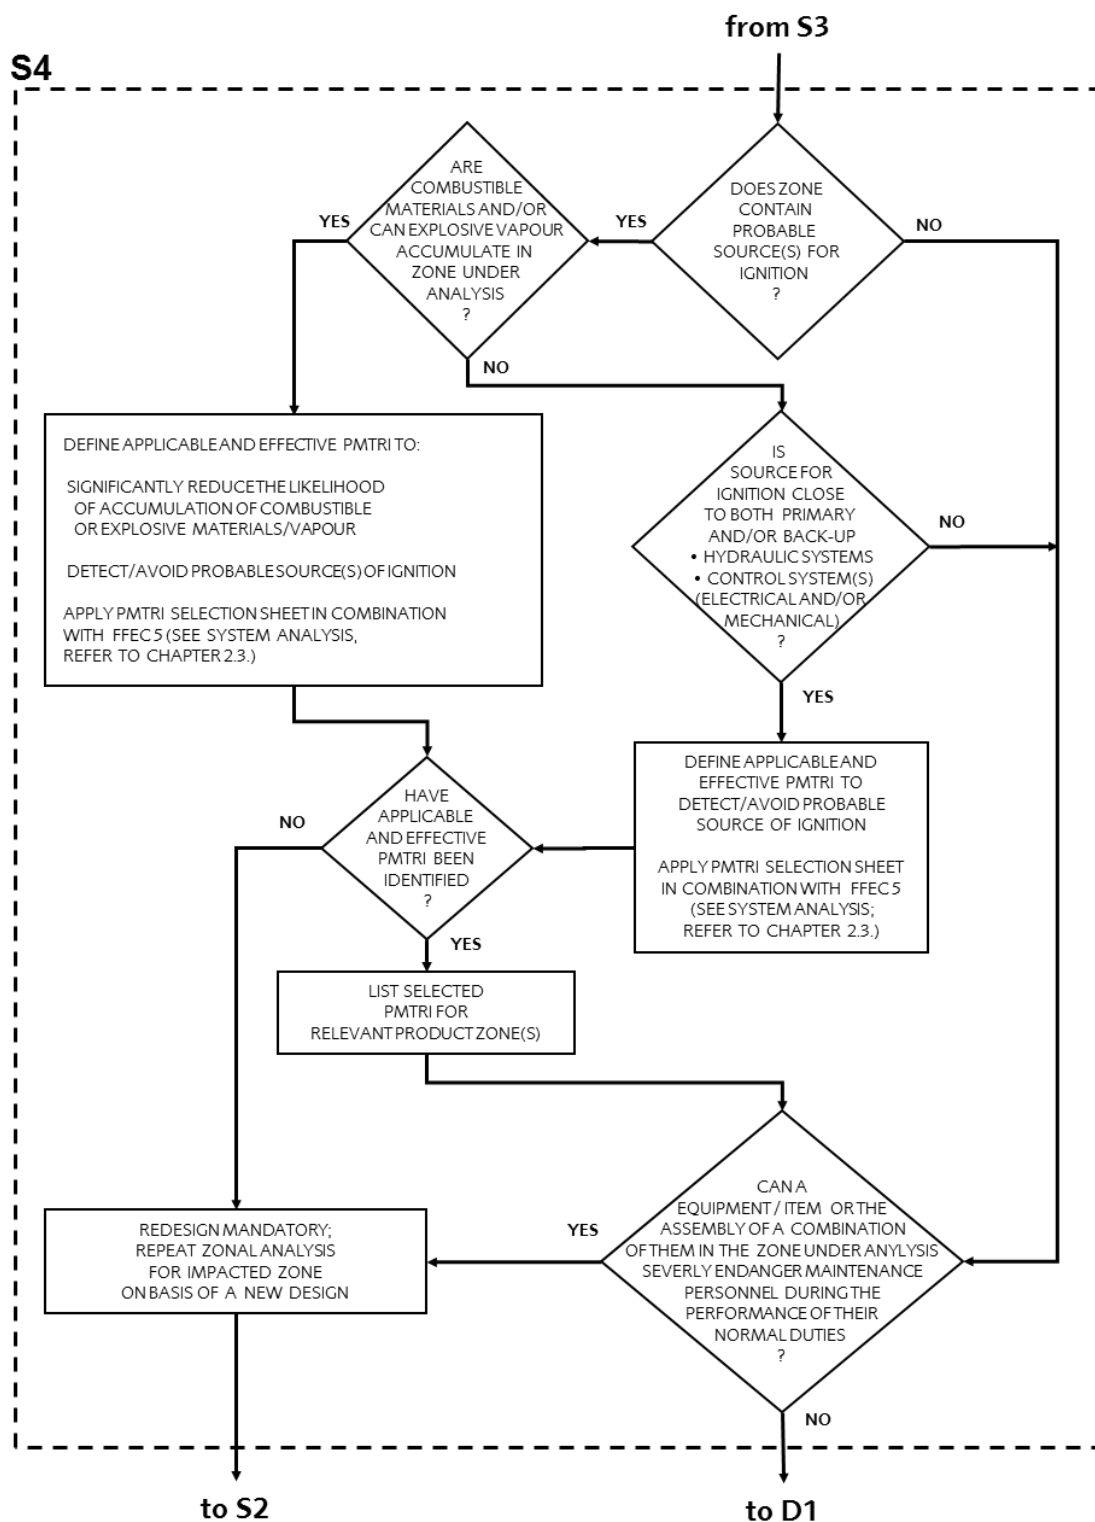 from S3
S4
DOES ZONE
CONTAIN
PROBABLE
SOURCE(S) FOR
IGNITION
?
YES
NO
ARE
COMBUSTIBLE
MATERIALS AND/OR
CAN EXPLOSIVE VAPOUR
ACCUMULATE IN
ZONE UNDER
ANALYSIS
?
YES
NO
DEFINE APPLICABLE AND EFFECTIVE PMTRI TO:
SIGNIFICANTLY REDUCE THE LIKELIHOOD
OF ACCUMULATION OF COMBUSTIBLE
OR EXPLOSIVE MATERIALS/VAPOUR
DETECT/AVOID PROBABLE SOURCE(S) OF IGNITION
APPLY PMTRI SELECTION SHEET IN COMBINATION
WITH FFEC 5 (SEE SYSTEM ANALYSIS,
REFER TO CHAPTER 2.3.)
IS
SOURCE FOR
IGNITION CLOSE
TO BOTH PRIMARY
AND/OR BACK-UP
• HYDRAULIC SYSTEMS
• CONTROL SYSTEM(S)
(ELECTRICAL AND/OR
MECHANICAL)
?
NO
YES
DEFINE APPLICABLE AND
EFFECTIVE PMTRI TO
DETECT/AVOID PROBABLE
SOURCE OF IGNITION
APPLY PMTRI SELECTION SHEET
IN COMBINATION WITH FFEC 5
(SEE SYSTEM ANALYSIS;
REFER TO CHAPTER 2.3.)
HAVE
APPLICABLE
AND EFFECTIVE
PMTRI BEEN
IDENTIFIED
?
NO
YES
LIST SELECTED
PMTRI FOR
RELEVANT PRODUCT ZONE(S)
CAN A
EQUIPMENT / ITEM OR THE
ASSEMBLY OF A COMBINATION
OF THEM IN THE ZONE UNDER ANYLYSIS
SEVERLY ENDANGER MAINTENANCE
PERSONNEL DURING THE
PERFORMANCE OF THEIR
NORMAL DUTIES
?
YES
NO
REDESIGN MANDATORY;
REPEAT ZONAL ANALYSIS
FOR IMPACTED ZONE
ON BASIS OF A NEW DESIGN
to S2
to D1